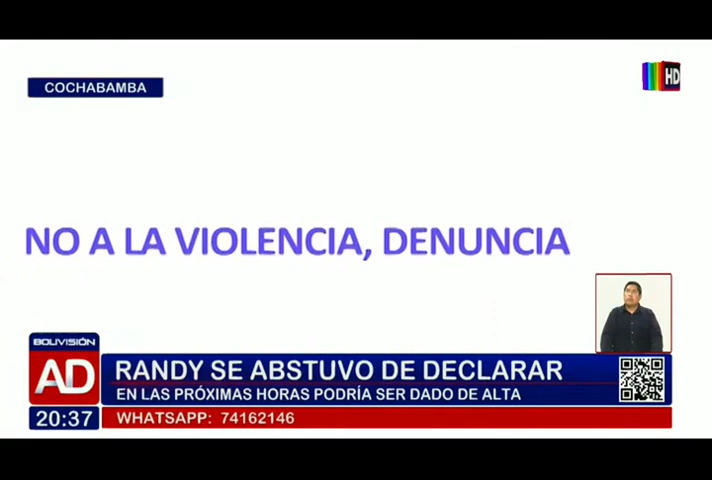 COCHABAMBA
HD
NO A LA VIOLENCIA, DENUNCIA
BOLIVISIÓN
AD
RANDY SE ABSTUVO DE DECLARAR
EN LAS PRÓXIMAS HORAS PODRÍA SER DADO DE ALTA
20:37
WHATSAPP: 74162146